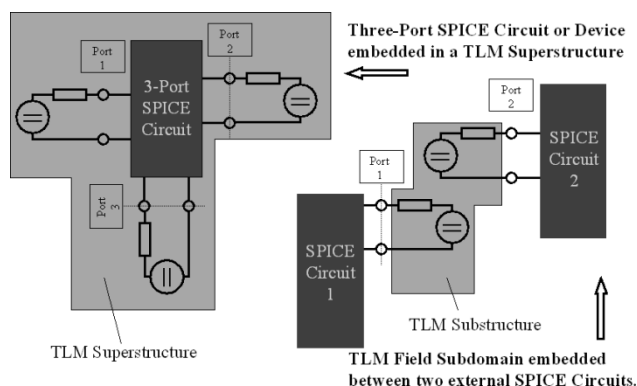 Port
1
Port
2
3-Port
SPICE
Circuit
Port
3
TLM Superstructure
Three-Port SPICE Circuit or Device
embedded in a TLM Superstructure
Port
2
SPICE
Circuit
2
Port
1
SPICE
Circuit
1
TLM Substructure
TLM Field Subdomain embedded
between two external SPICE Circuits.